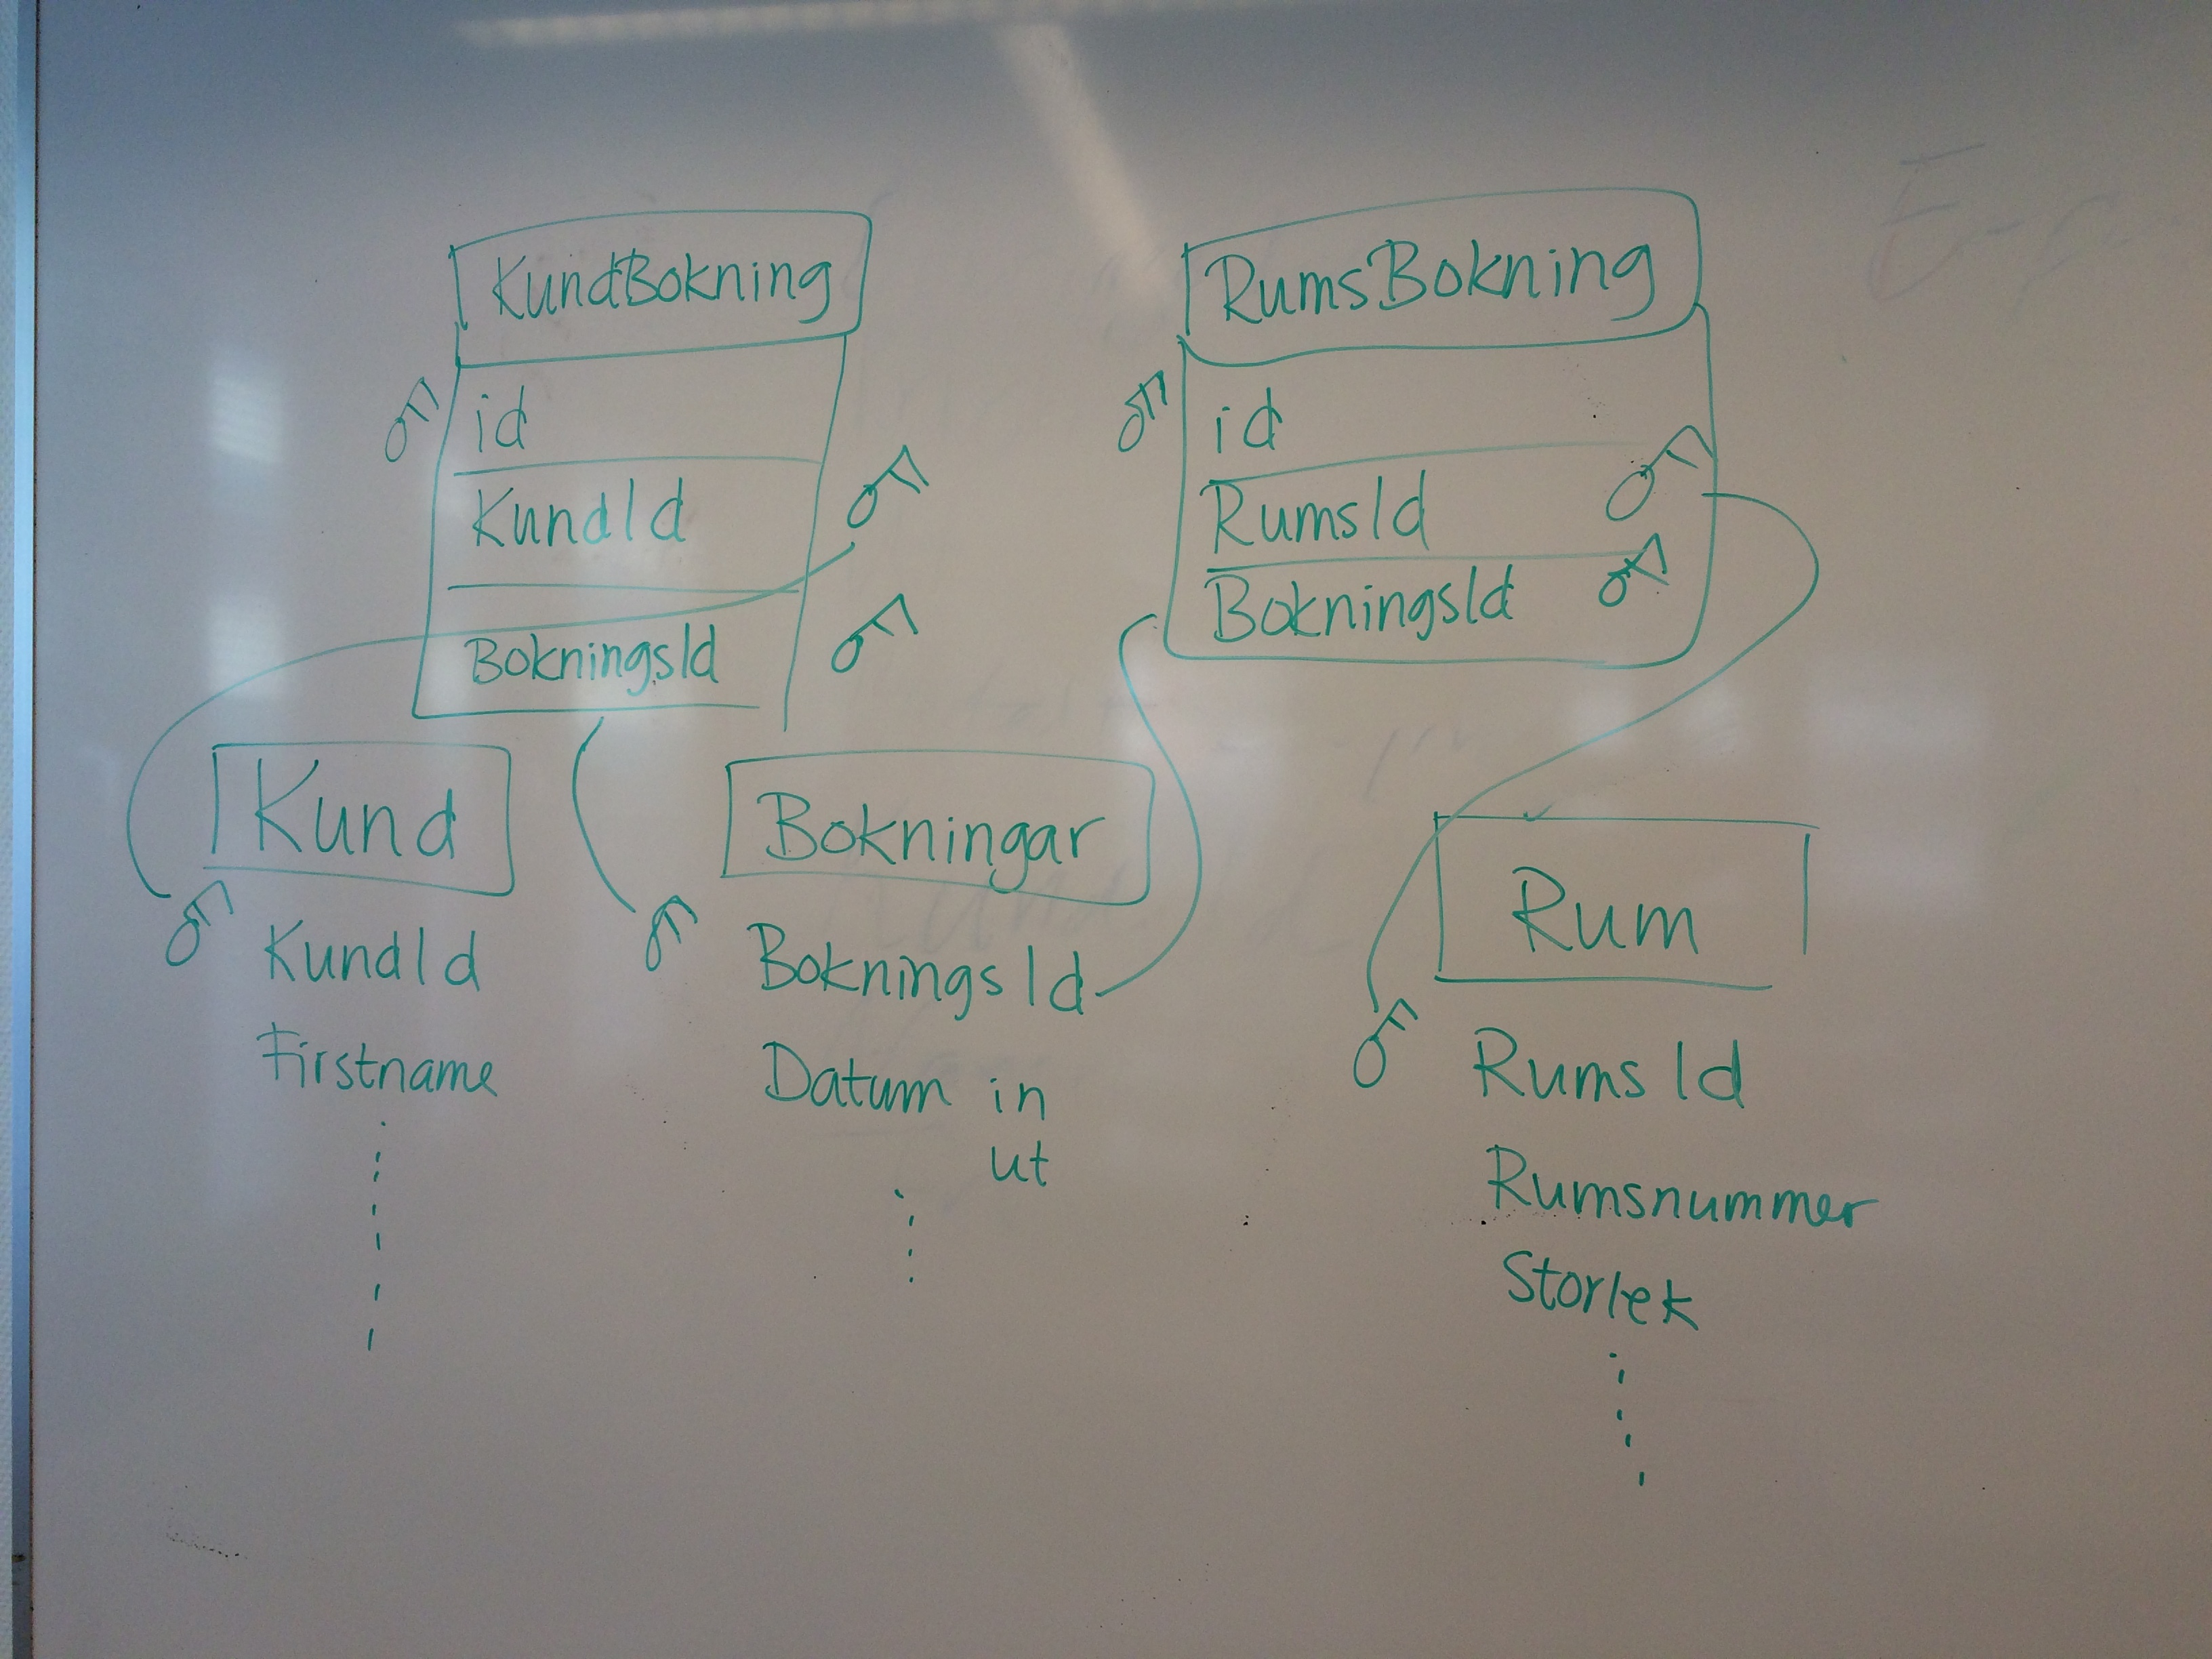 KundBokning
id
KundId
BokningsId
RumsBokning
id
RumsId
BokningsId
Kund
KundId
Firstname
Bokningar
BokningsId
Datum in
ut
Rum
RumsId
Rumsnummer
Storlek